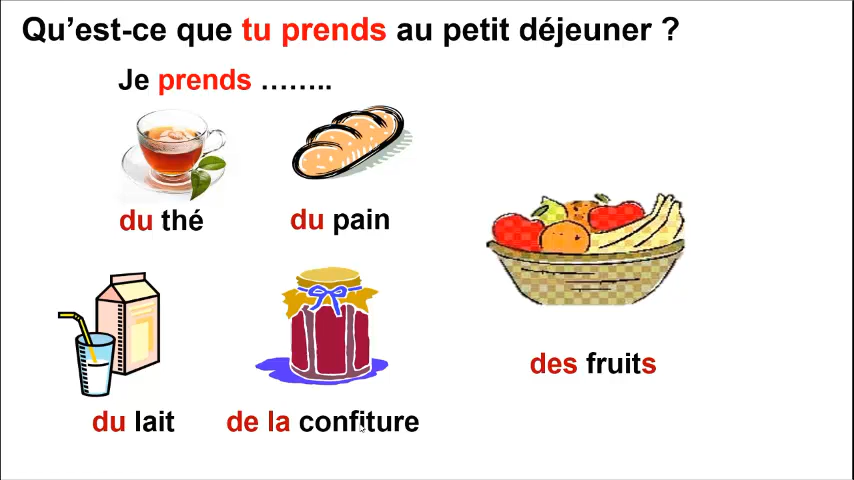 Qu’est-ce que tu prends au petit déjeuner ?
Je prends ……..
du thé
du pain
des fruits
du lait
de la confiture